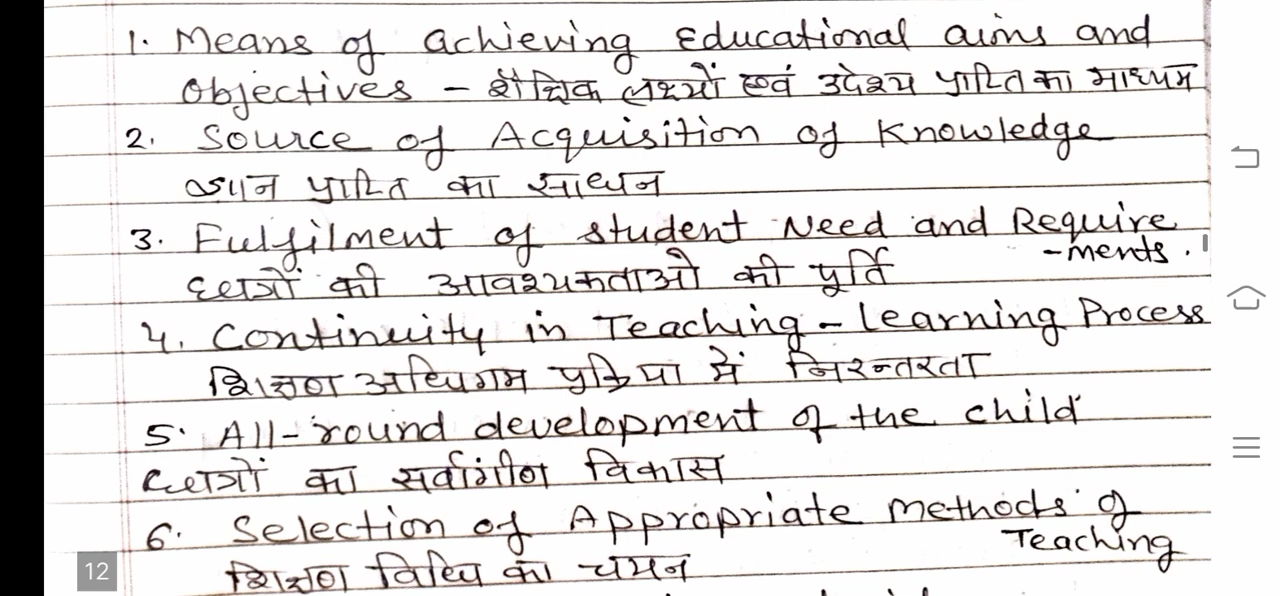 1. Means of achieving Educational aims and
Objectives - शैक्षिक लक्ष्यों एवं उद्देश्य प्राप्ति का माध्यम
2. Source of Acquisition of Knowledge
ज्ञान प्राप्ति का साधन
3. Fulfilment of student Need and Require
-ments.
छात्रों की आवश्यकताओ की पूर्ति
4. Continuity in Teaching - learning Process
शिक्षण अधिगम प्रक्रिया में निरन्तरता
5. All-round development of the child
छात्रों का सर्वांगीण विकास
6. Selection of Appropriate methods of
Teaching
शिक्षण विधि का चयन
12